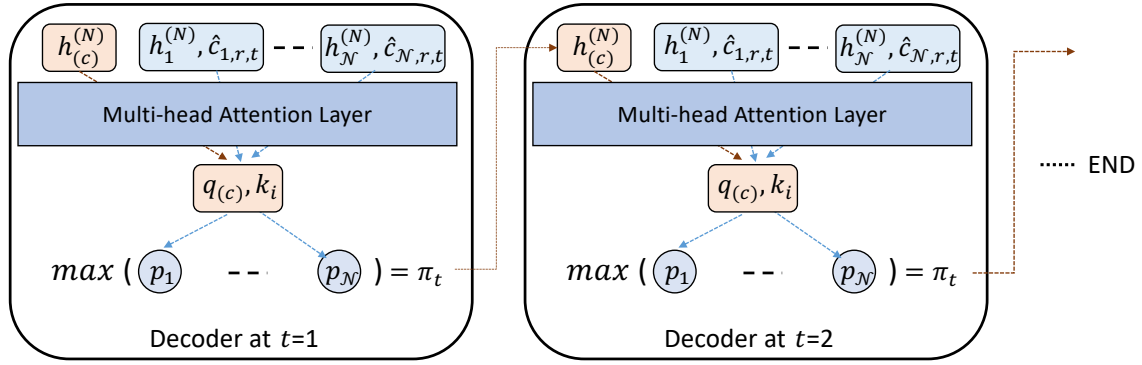 h_{(c)}^{(N)} h_1^{(N)}, ĉ_{1,r,t} h_𝒩^{(N)}, ĉ_{𝒩,r,t}
Multi-head Attention Layer
q_{(c)}, k_i
max ( p_1 -- p_𝒩 ) = π_t
Decoder at t=1
h_{(c)}^{(N)} h_1^{(N)}, ĉ_{1,r,t} h_𝒩^{(N)}, ĉ_{𝒩,r,t}
Multi-head Attention Layer
q_{(c)}, k_i
max ( p_1 -- p_𝒩 ) = π_t
Decoder at t=2
...... END